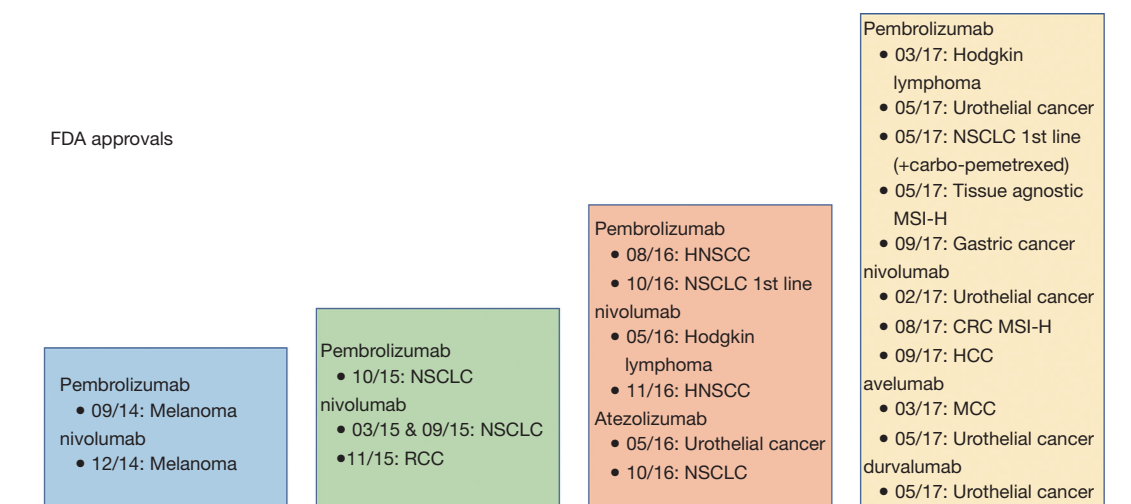 FDA approvals
Pembrolizumab
• 09/14: Melanoma
nivolumab
• 12/14: Melanoma
Pembrolizumab
• 10/15: NSCLC
nivolumab
• 03/15 & 09/15: NSCLC
•11/15: RCC
Pembrolizumab
• 08/16: HNSCC
• 10/16: NSCLC 1st line
nivolumab
• 05/16: Hodgkin
lymphoma
• 11/16: HNSCC
Atezolizumab
• 05/16: Urothelial cancer
• 10/16: NSCLC
Pembrolizumab
• 03/17: Hodgkin
lymphoma
• 05/17: Urothelial cancer
• 05/17: NSCLC 1st line
(+carbo-pemetrexed)
• 05/17: Tissue agnostic
MSI-H
• 09/17: Gastric cancer
nivolumab
• 02/17: Urothelial cancer
• 08/17: CRC MSI-H
• 09/17: HCC
avelumab
• 03/17: MCC
• 05/17: Urothelial cancer
durvalumab
• 05/17: Urothelial cancer